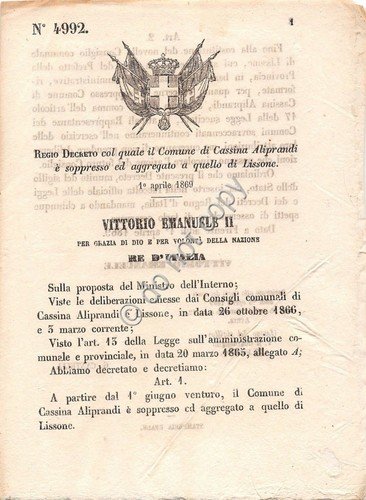 N° 4992.
1
REGIO DECRETO col quale il Comune di Cassina Aliprandi
è soppresso ed aggregato a quello di Lissone.
1° aprile 1869
VITTORIO EMANUELE II
PER GRAZIA DI DIO E PER VOLONTÀ DELLA NAZIONE
RE D'ITALIA
Sulla proposta del Ministro dell'Interno;
Viste le deliberazioni emesse dai Consigli comunali di
Cassina Aliprandi e Lissone, in data 26 ottobre 1866,
e 5 marzo corrente;
Visto l'art. 13 della Legge sull'amministrazione co-
munale e provinciale, in data 20 marzo 1865, allegato A;
Abbiamo decretato e decretiamo:
Art. 1.
A partire dal 1° giugno venturo, il Comune di
Cassina Aliprandi è soppresso ed aggregato a quello di
Lissone.
do not copy